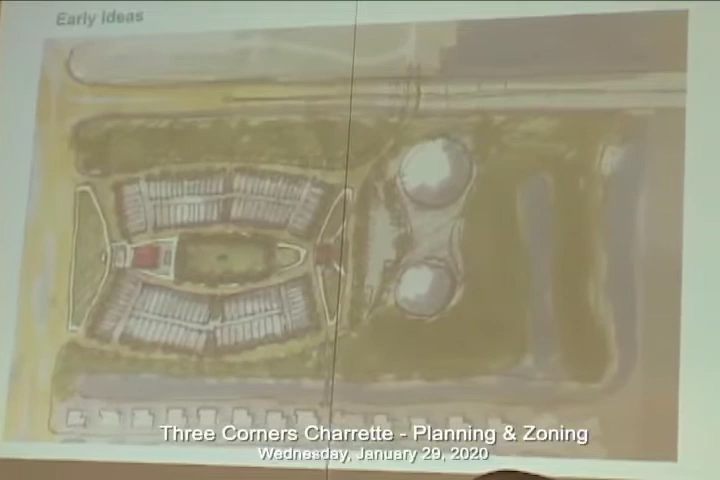 Early Ideas
Three Corners Charrette - Planning & Zoning
Wednesday, January 29, 2020